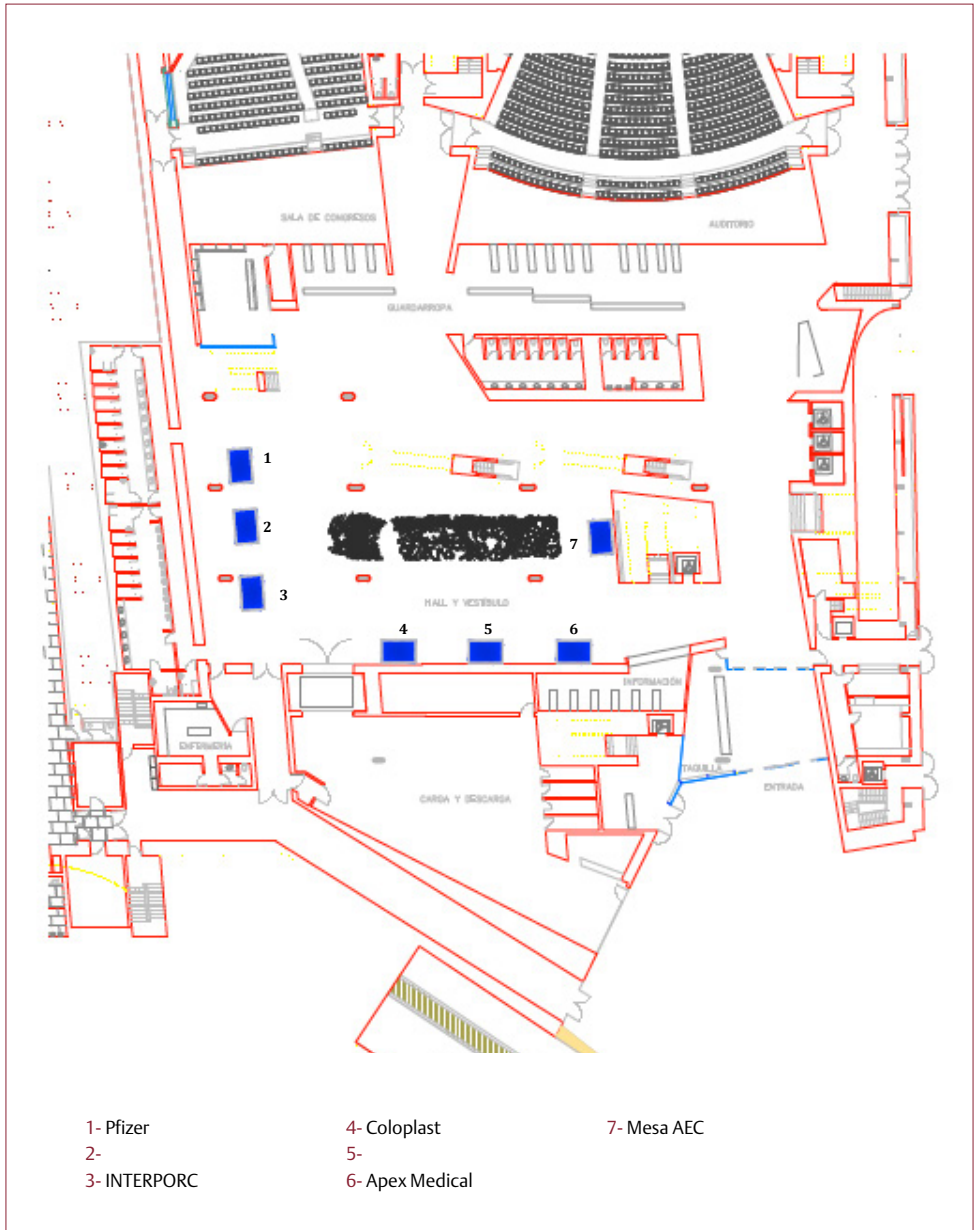 SALA DE CONGRESOS
AUDITORIO
GUARDARROPA
1
2
7
3
HALL Y VESTÍBULO
4 5 6
INFORMACIÓN
ENFERMERÍA
TAQUILLA
ENTRADA
CARGA Y DESCARGA
1- Pfizer
2-
3- INTERPORC
4- Coloplast
5-
6- Apex Medical
7- Mesa AEC